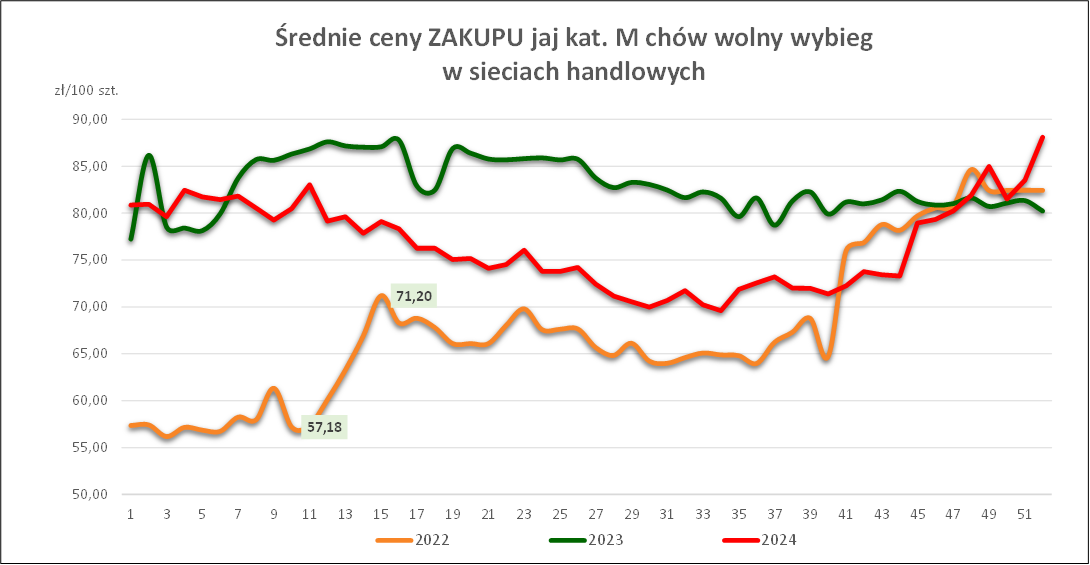 Średnie ceny ZAKUPU jaj kat. M chów wolny wybieg
w sieciach handlowych
zł/100 szt.
90,00
85,00
80,00
75,00
70,00
65,00
60,00
55,00
50,00
71,20
57,18
1 3 5 7 9 11 13 15 17 19 21 23 25 27 29 31 33 35 37 39 41 43 45 47 49 51
2022 2023 2024